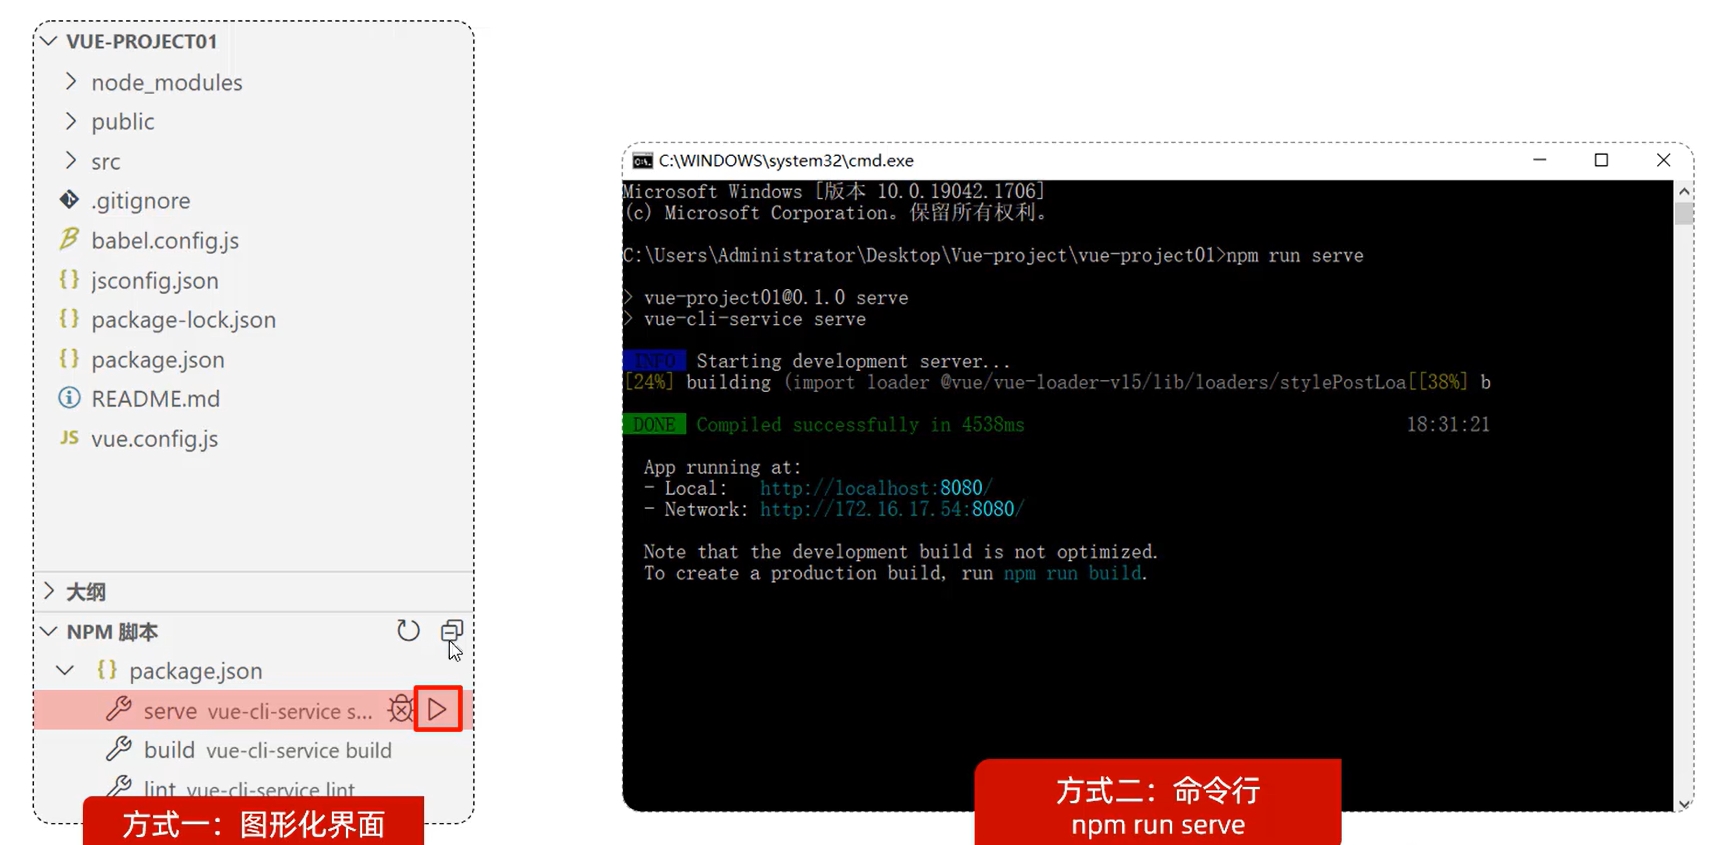 VUE-PROJECT01
node_modules
public
src
.gitignore
babel.config.js
jsconfig.json
package-lock.json
package.json
README.md
JS vue.config.js
大纲
NPM 脚本
package.json
serve vue-cli-service s...
build vue-cli-service build
lint vue-cli-service lint
方式一：图形化界面
C:\WINDOWS\system32\cmd.exe
Microsoft Windows [版本 10.0.19042.1706]
(c) Microsoft Corporation。保留所有权利。
C:\Users\Administrator\Desktop\Vue-project\vue-project01>npm run serve
> vue-project01@0.1.0 serve
> vue-cli-service serve
INFO Starting development server...
[24%] building (import loader @vue/vue-loader-v15/lib/loaders/stylePostLoa[[38%] b
DONE Compiled successfully in 4538ms 18:31:21
App running at:
- Local: http://localhost:8080/
- Network: http://172.16.17.54:8080/
Note that the development build is not optimized.
To create a production build, run npm run build.
方式二：命令行
npm run serve